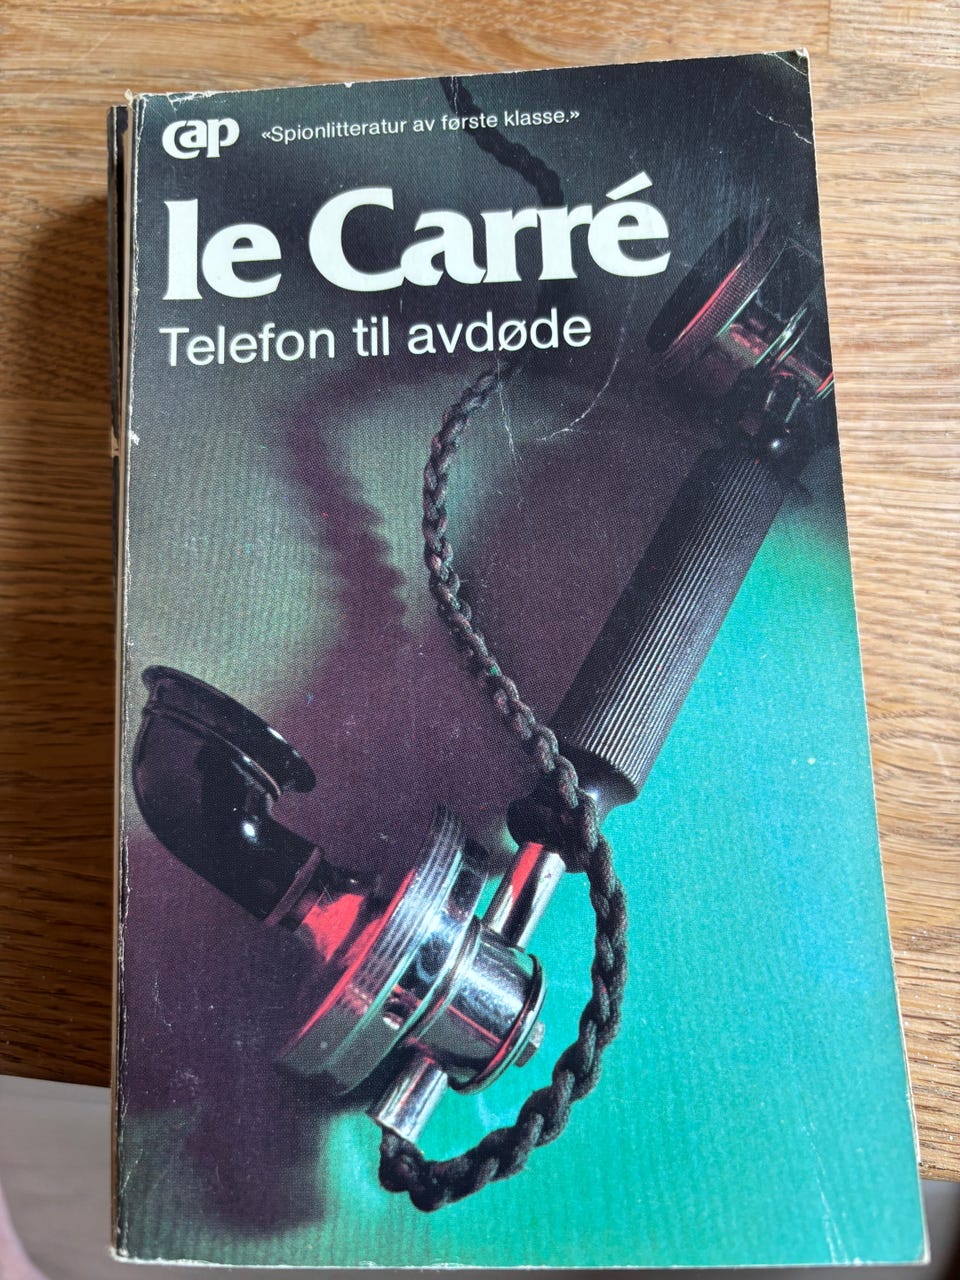 cap «Spionlitteratur av første klasse.»
le Carré
Telefon til avdøde